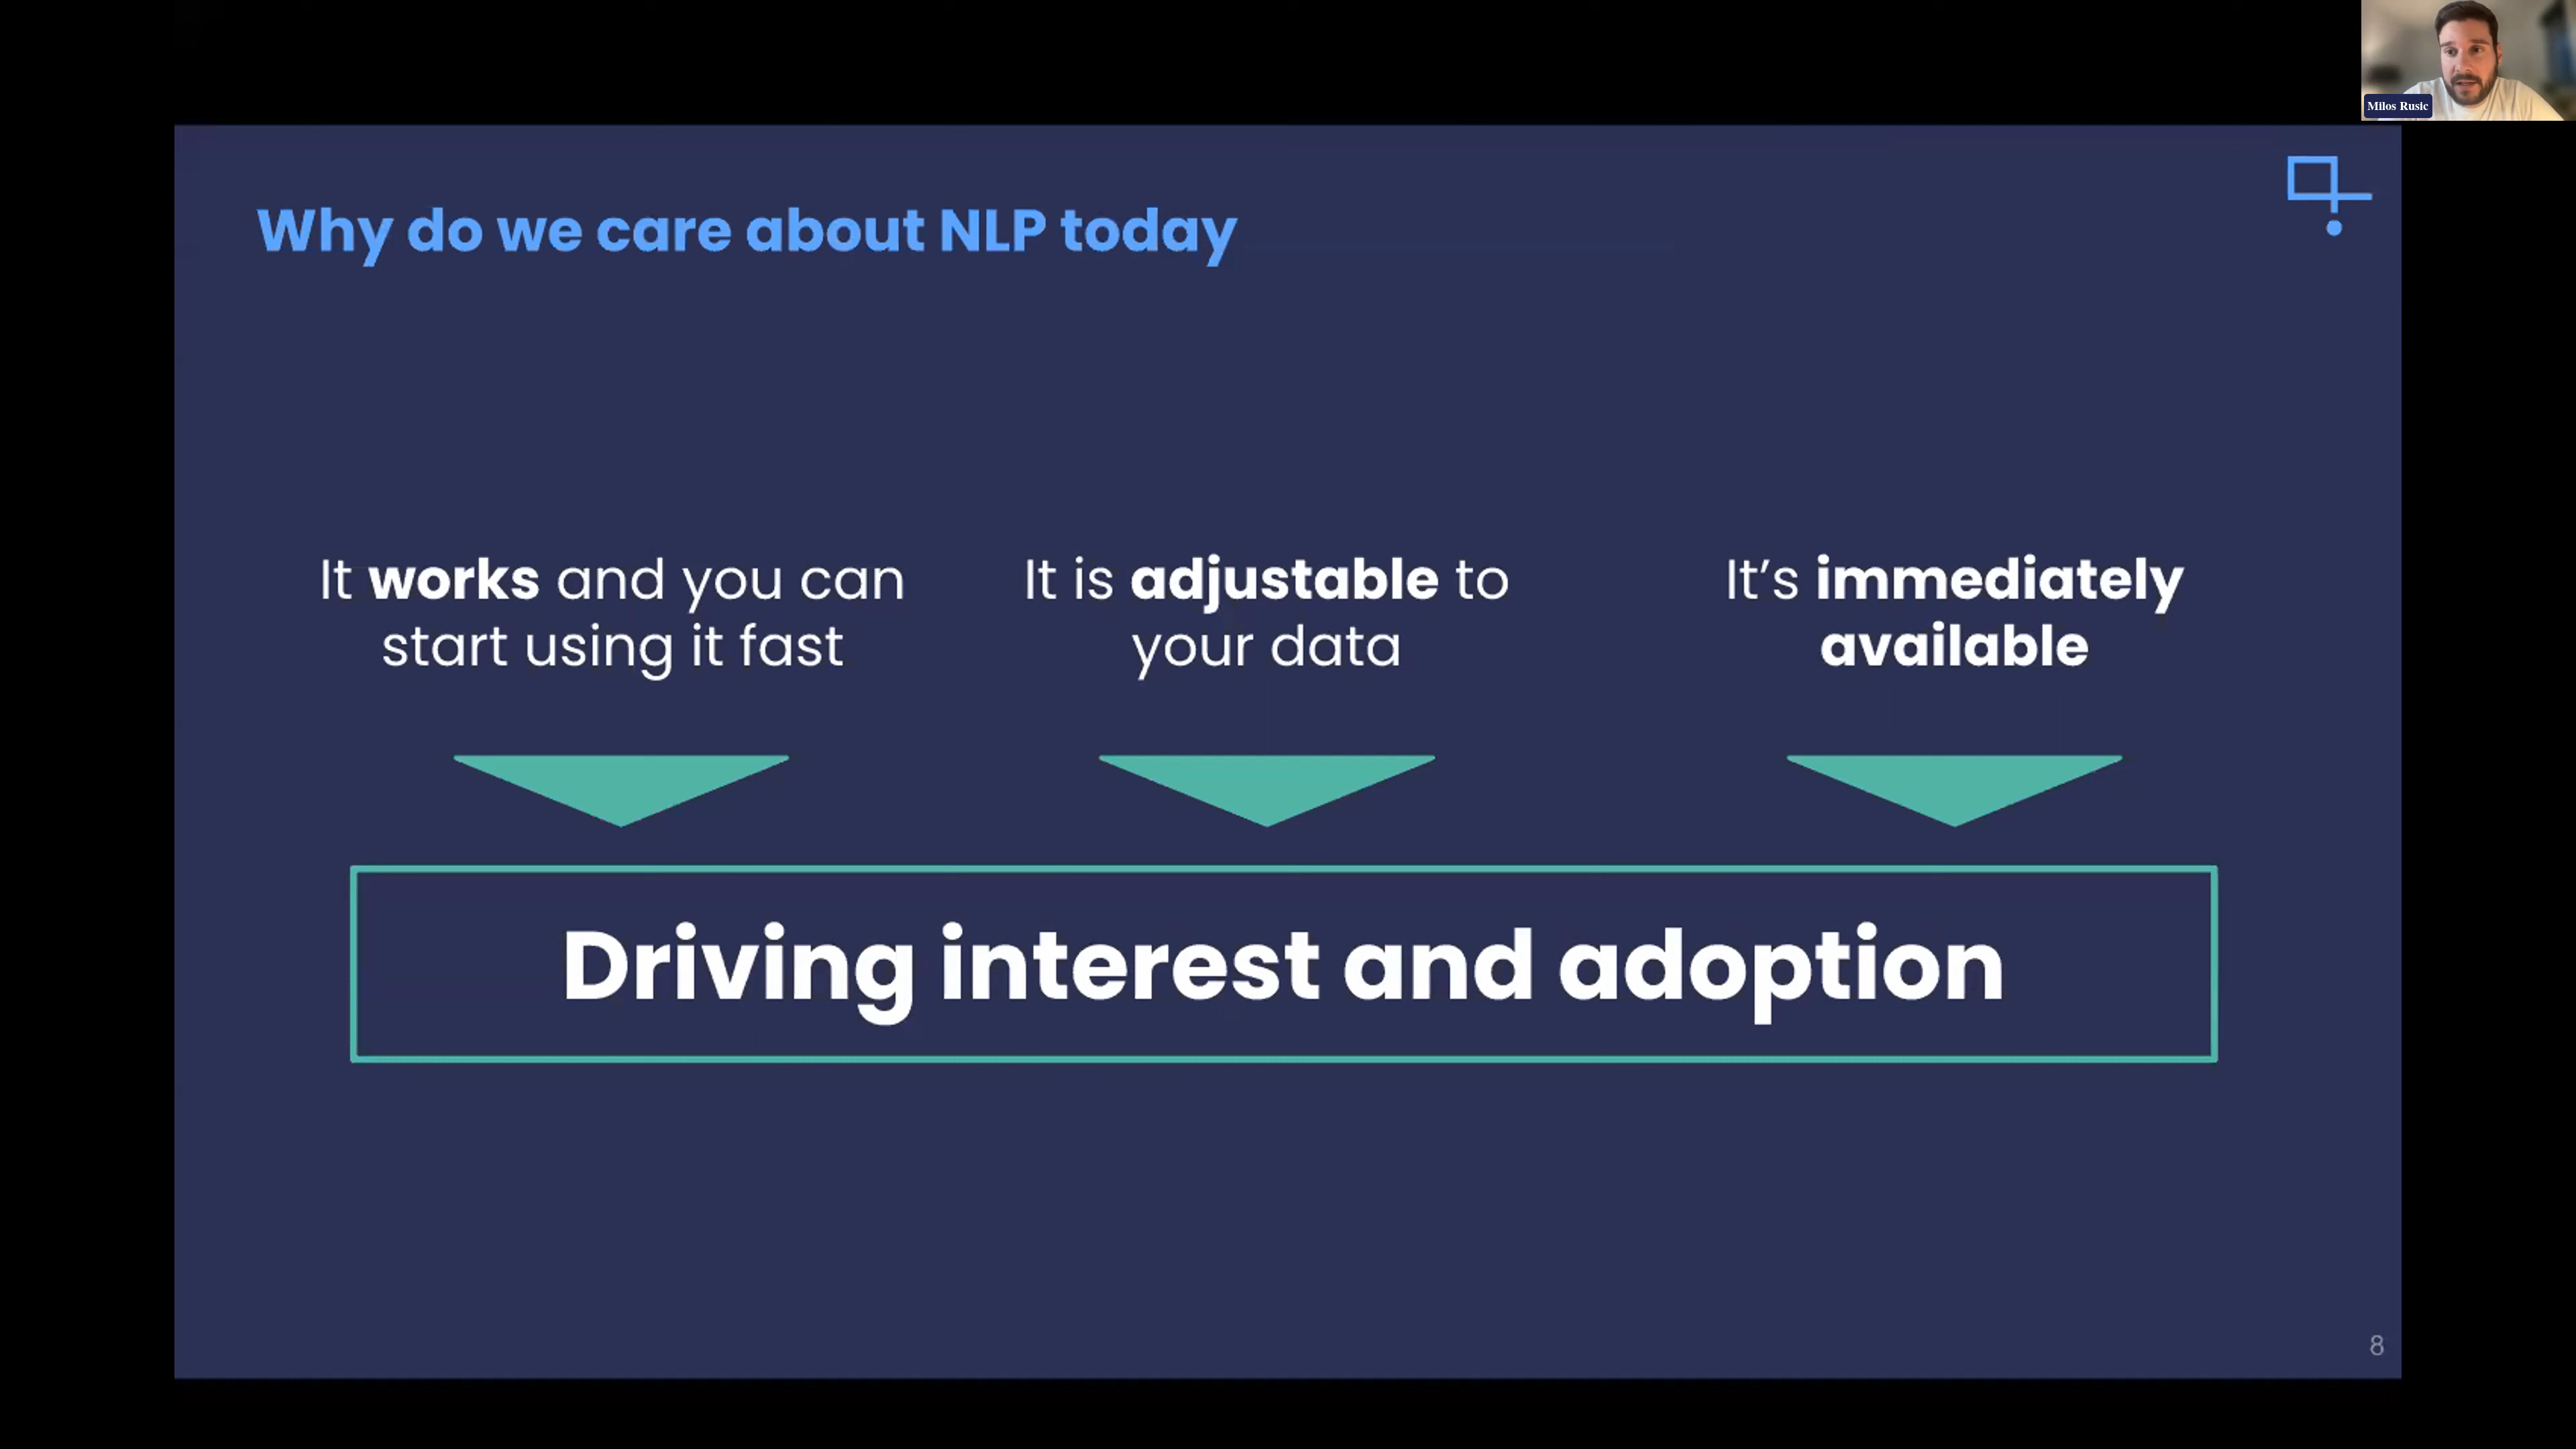 Milos Rusic
Why do we care about NLP today
It works and you can
start using it fast
It is adjustable to
your data
It’s immediately
available
Driving interest and adoption
8